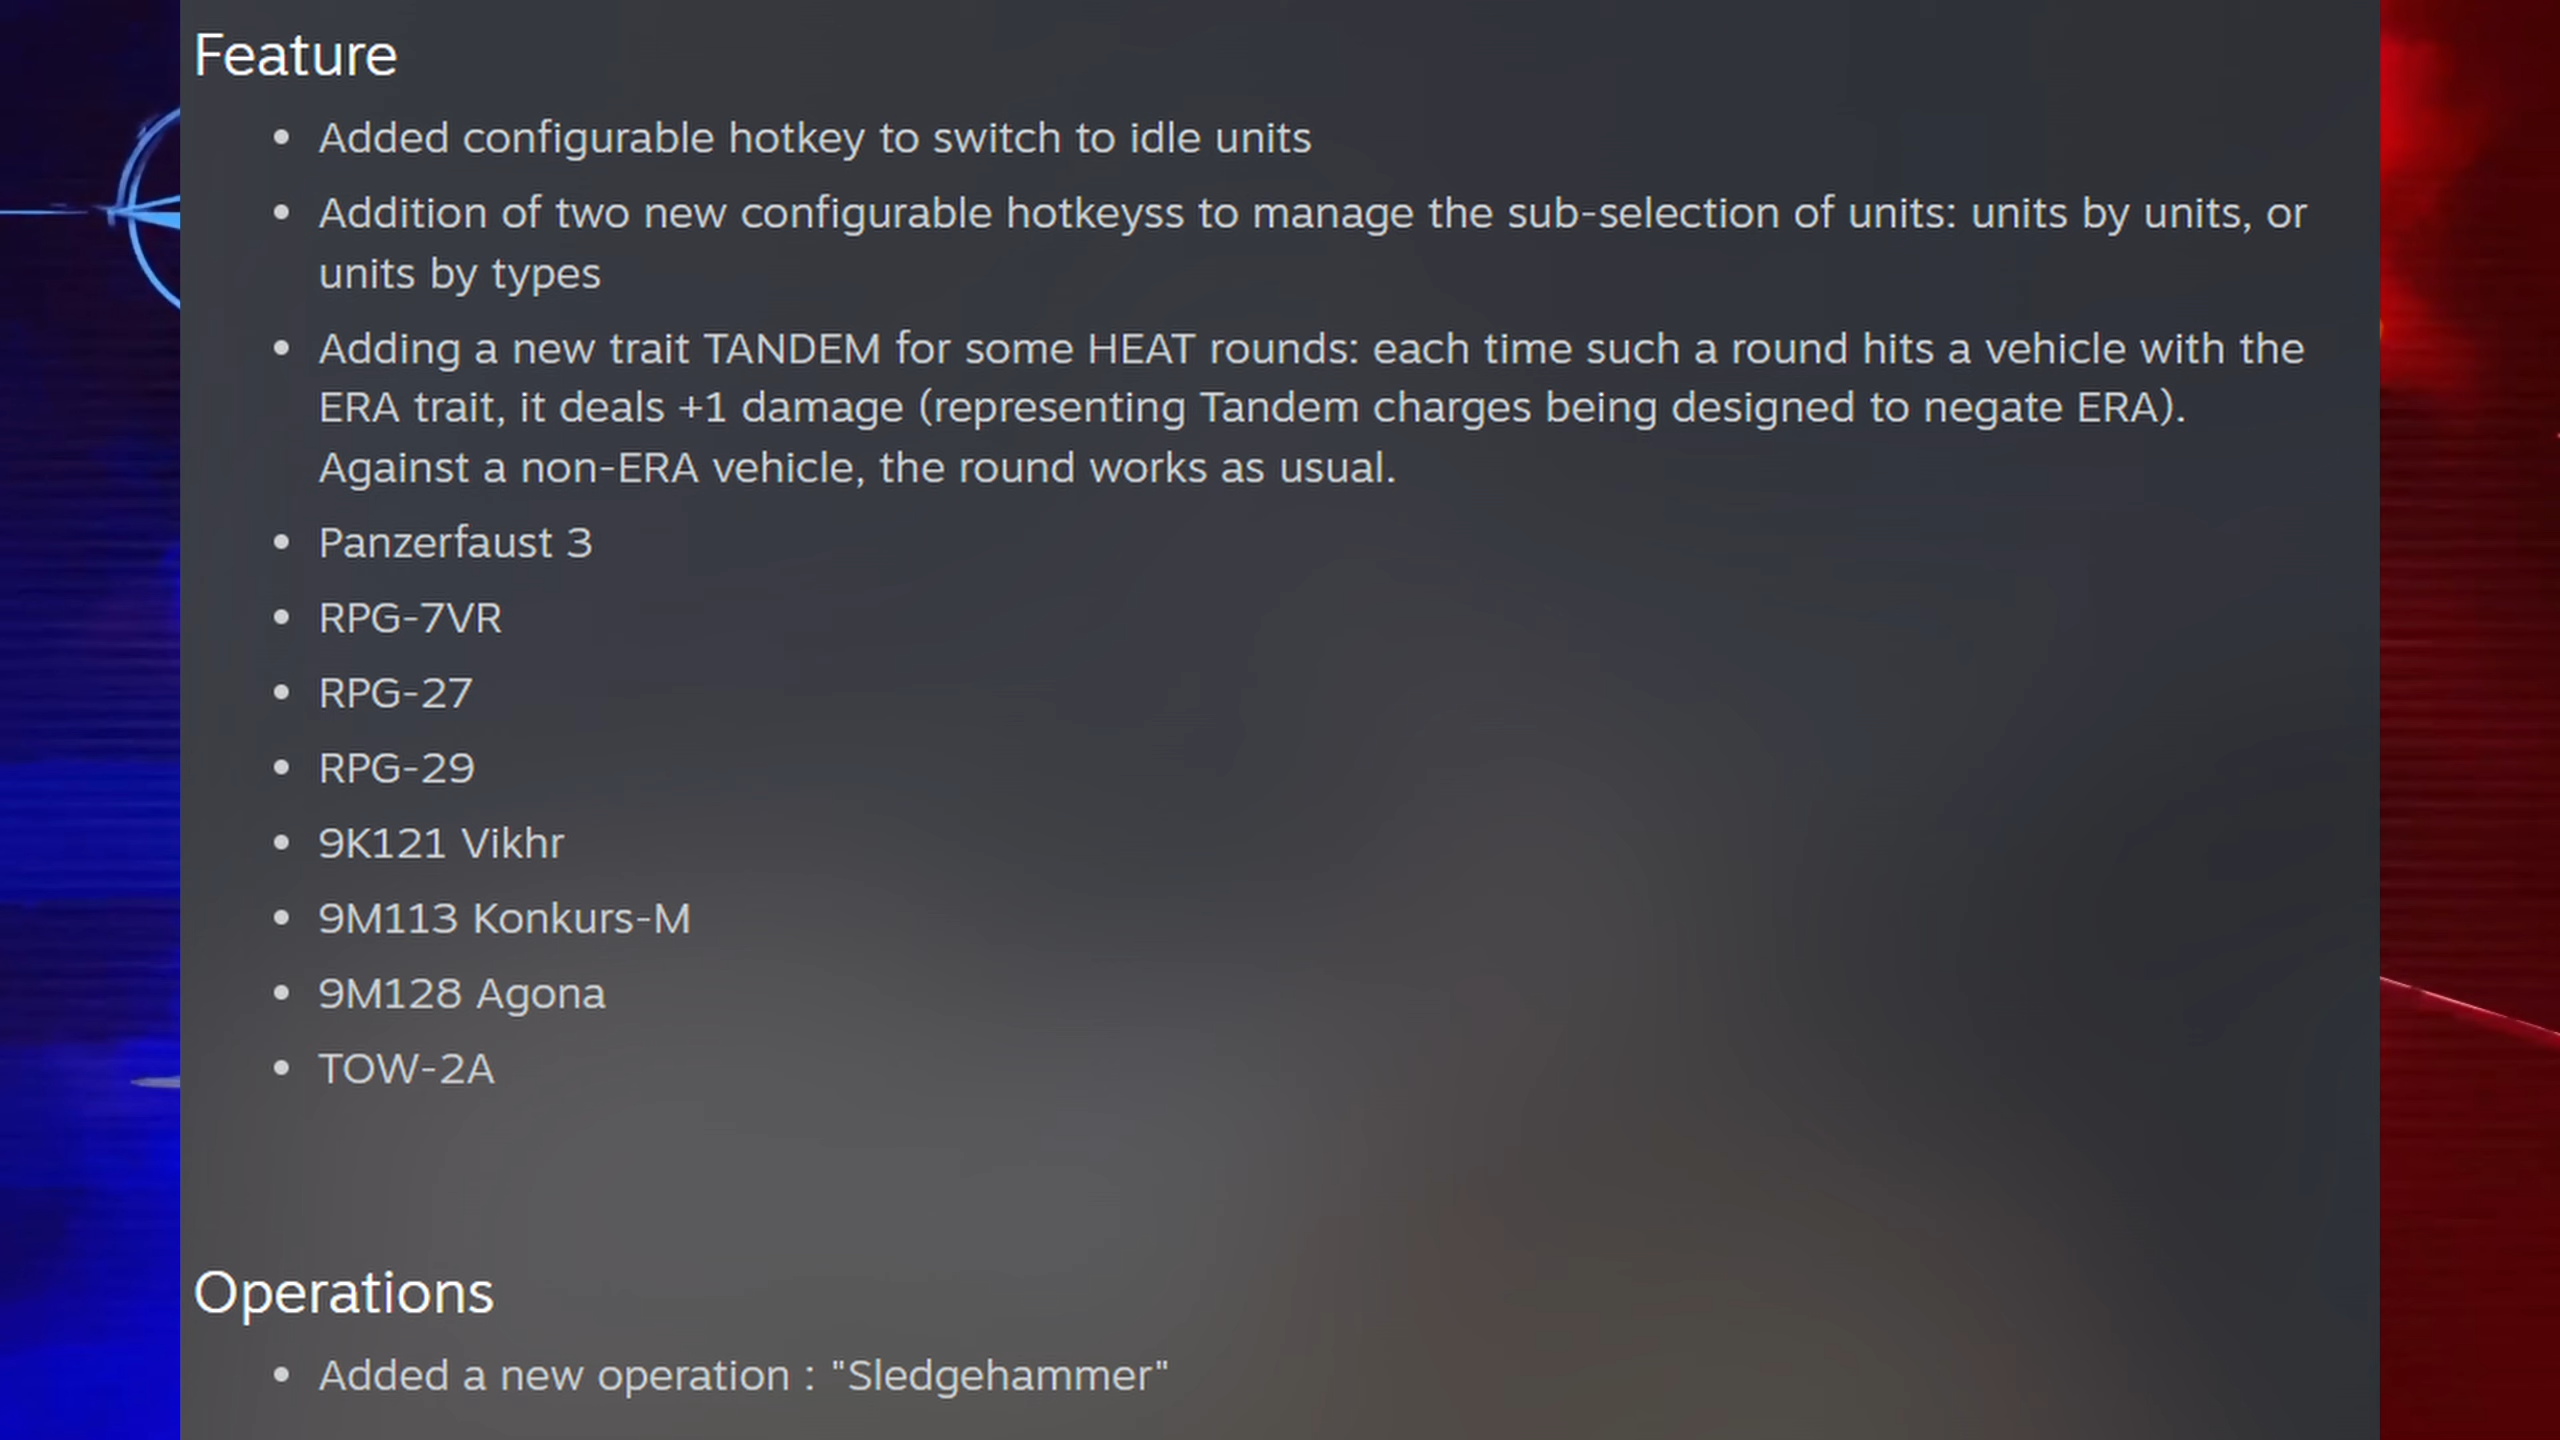 Feature
• Added configurable hotkey to switch to idle units
• Addition of two new configurable hotkeyss to manage the sub-selection of units: units by units, or
units by types
• Adding a new trait TANDEM for some HEAT rounds: each time such a round hits a vehicle with the
ERA trait, it deals +1 damage (representing Tandem charges being designed to negate ERA).
Against a non-ERA vehicle, the round works as usual.
• Panzerfaust 3
• RPG-7VR
• RPG-27
• RPG-29
• 9K121 Vikhr
• 9M113 Konkurs-M
• 9M128 Agona
• TOW-2A
Operations
• Added a new operation : "Sledgehammer"